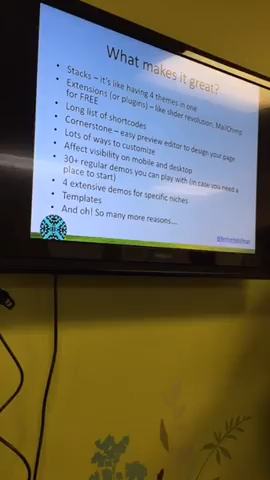 What makes it great?
• Stacks – it's like having 4 themes in one
• Extensions (or plugins) – like slider revolution, MailChimp
for FREE
• Long list of shortcodes
• Cornerstone – easy preview editor to design your page
• Lots of ways to customize
• Affect visibility on mobile and desktop
• 30+ regular demos you can play with (in case you need a
place to start)
• 4 extensive demos for specific niches
• Templates
• And oh! So many more reasons....